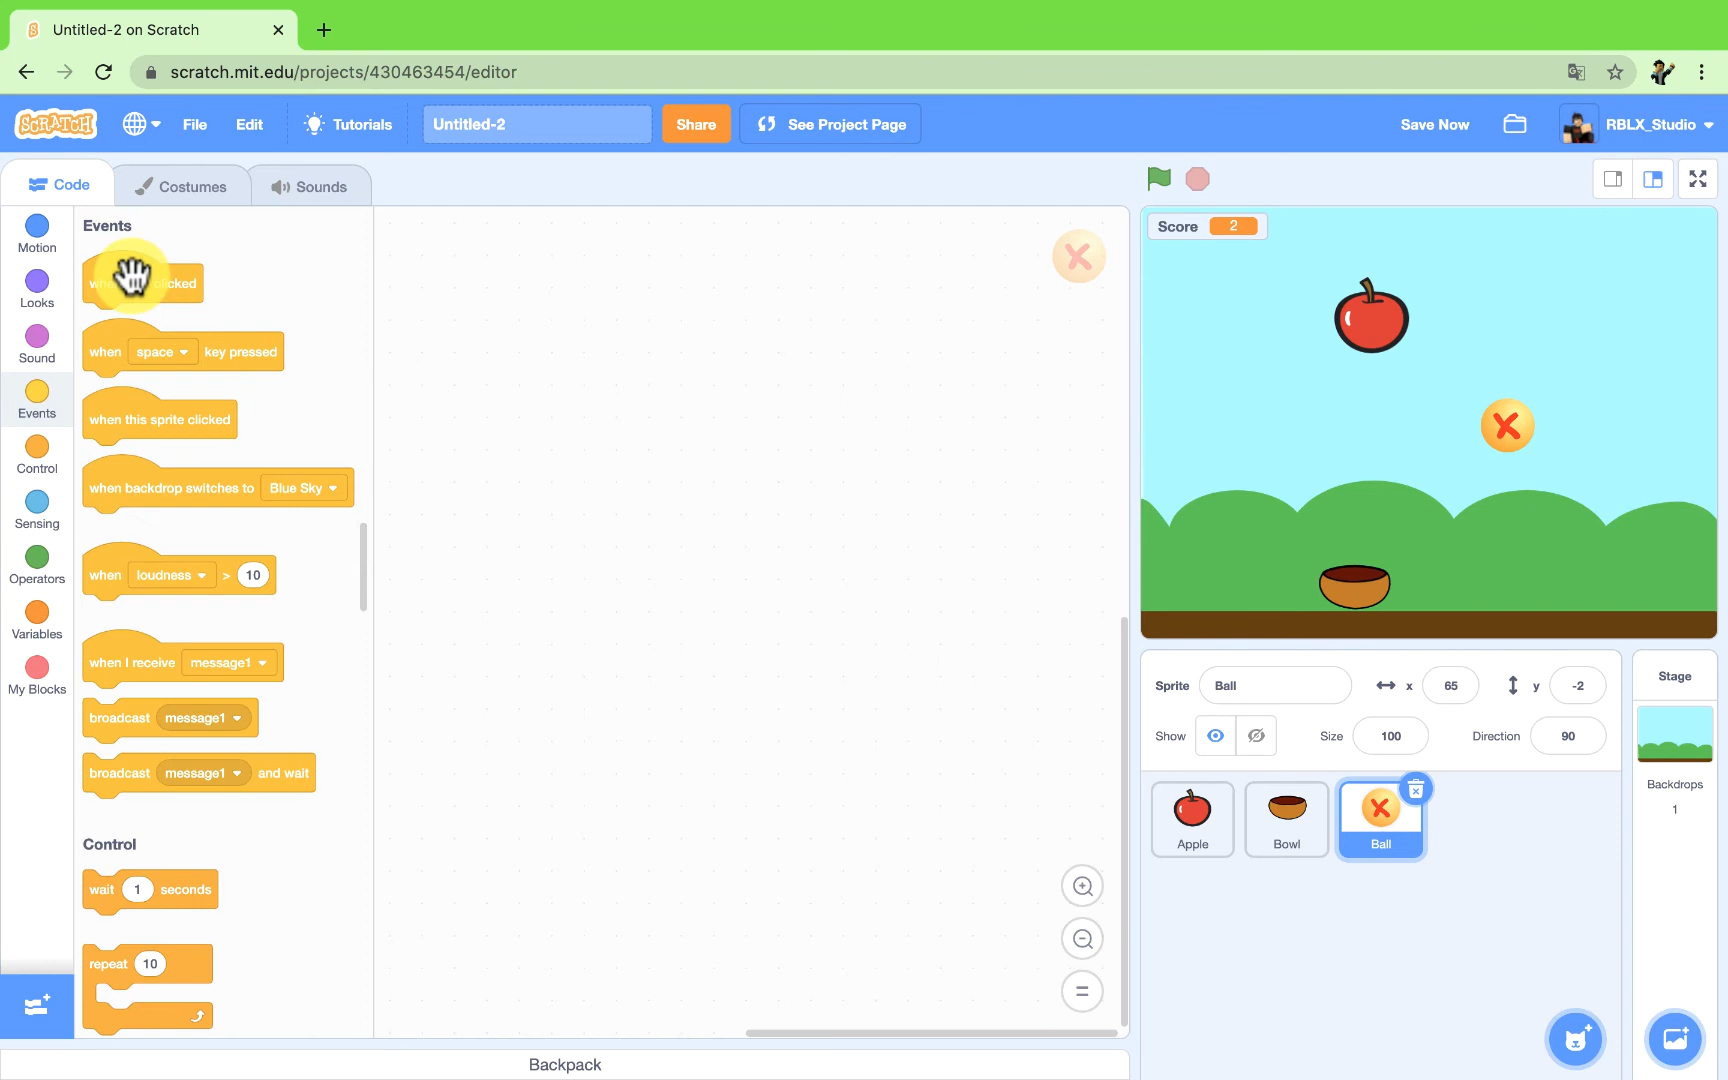 Untitled-2 on Scratch
scratch.mit.edu/projects/430463454/editor
SCRATCH
File
Edit
Tutorials
Untitled-2
Share
See Project Page
Save Now
RBLX_Studio
Code
Costumes
Sounds
Motion
Looks
Sound
Events
Control
Sensing
Operators
Variables
My Blocks
Events
clicked
when space key pressed
when this sprite clicked
when backdrop switches to Blue Sky
when loudness > 10
when I receive message1
broadcast message1
broadcast message1 and wait
Control
wait 1 seconds
repeat 10
Backpack
Score 2
Sprite Ball x 65 y -2
Show Size 100 Direction 90
Apple
Bowl
Ball
Stage
Backdrops
1